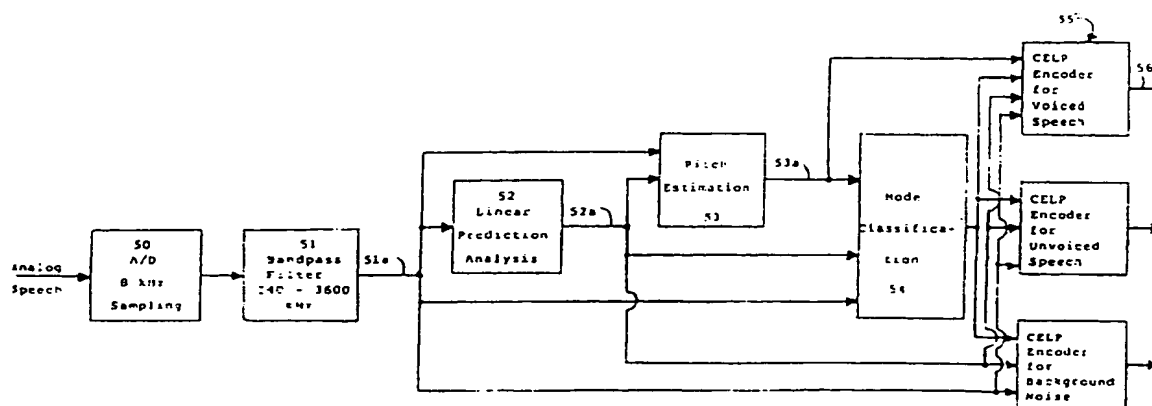 Analog
Speech
50
A/D
8 kHz
Sampling
51
Bandpass
Filter
- 3600
kHz
51a
52
Linear
Prediction
Analysis
52a
Pitch
Estimation
53
53a
Mode
Classifica-
tion
54
55
CELP
Encoder
for
Voiced
Speech
56
CELP
Encoder
for
Unvoiced
Speech
CELP
Encoder
for
Background
Noise